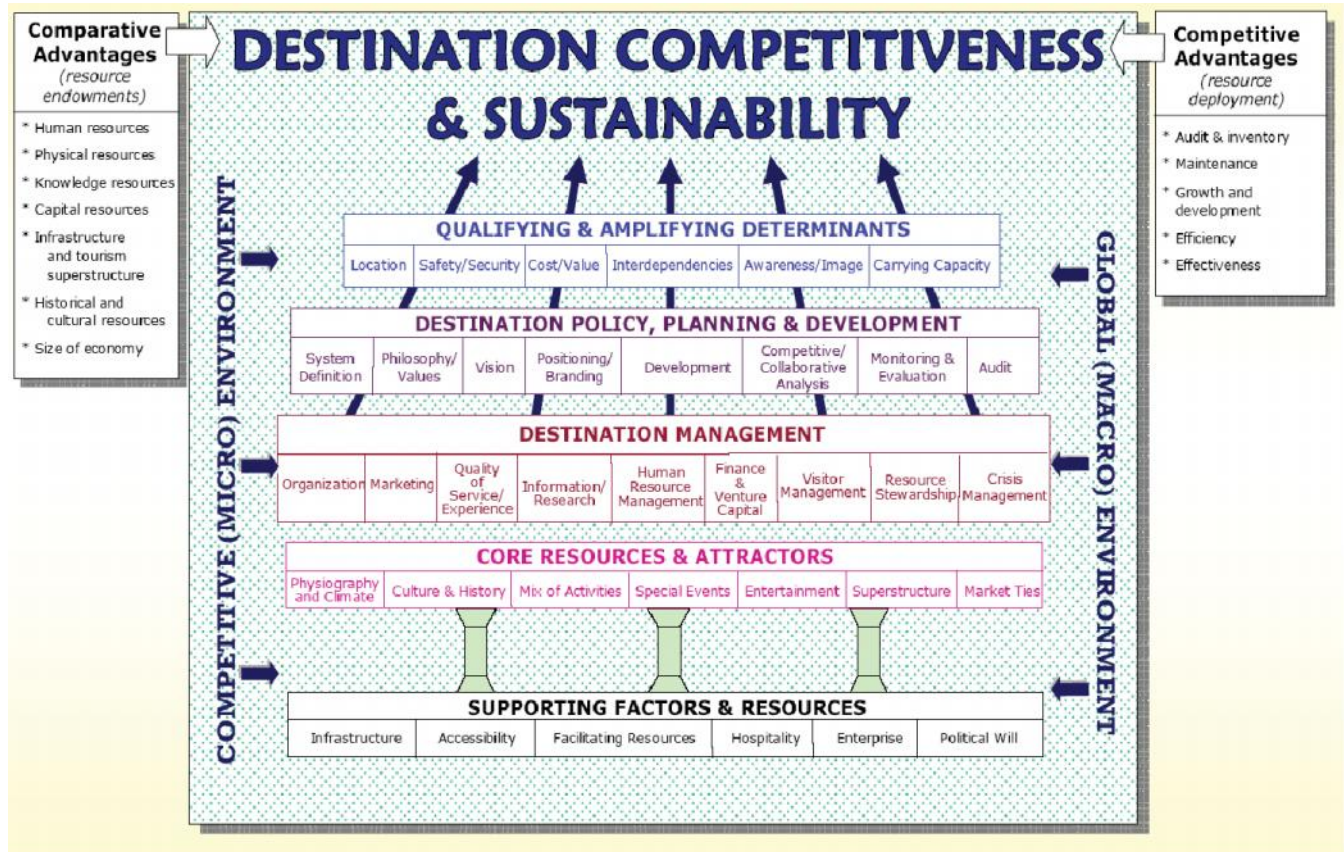 Comparative
Advantages
(resource
endowments)
* Human resources
* Physical resources
* Knowledge resources
* Capital resources
* Infrastructure
and tourism
superstructure
* Historical and
cultural resources
* Size of economy
DESTINATION COMPETITIVENESS
& SUSTAINABILITY
Competitive
Advantages
(resource
deployment)
* Audit & inventory
* Maintenance
* Growth and
development
* Efficiency
* Effectiveness
COMPETITIVE (MICRO) ENVIRONMENT
GLOBAL (MACRO) ENVIRONMENT
QUALIFYING & AMPLIFYING DETERMINANTS
Location
Safety/Security
Cost/Value
Interdependencies
Awareness/Image
Carrying Capacity
DESTINATION POLICY, PLANNING & DEVELOPMENT
System
Definition
Philosophy/
Values
Vision
Positioning/
Branding
Development
Competitive/
Collaborative
Analysis
Monitoring &
Evaluation
Audit
DESTINATION MANAGEMENT
Organization
Marketing
Quality
of
Service/
Experience
Information/
Research
Human
Resource
Management
Finance
&
Venture
Capital
Visitor
Management
Resource
Stewardship
Crisis
Management
CORE RESOURCES & ATTRACTORS
Physiography
and Climate
Culture & History
Mix of Activities
Special Events
Entertainment
Superstructure
Market Ties
SUPPORTING FACTORS & RESOURCES
Infrastructure
Accessibility
Facilitating Resources
Hospitality
Enterprise
Political Will